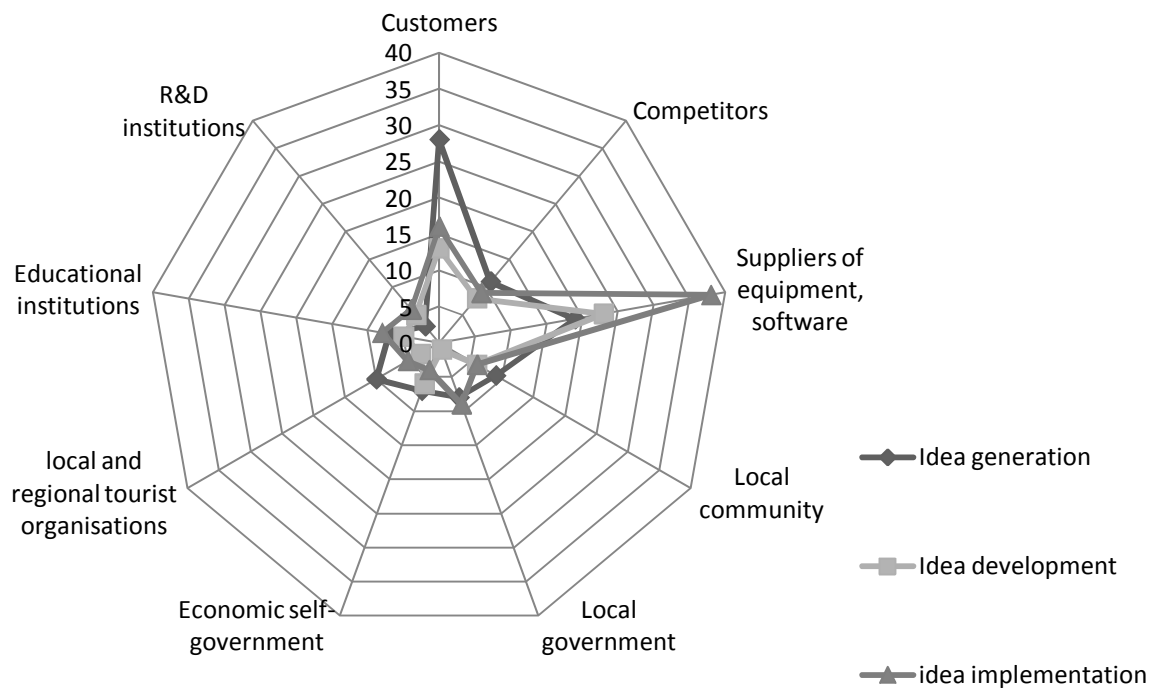 Customers
40
35
30
25
20
15
10
5
0
R&D
institutions
Competitors
Educational
institutions
Suppliers of
equipment,
software
local and
regional tourist
organisations
Local
community
Economic self-
government
Local
government
Idea generation
Idea development
idea implementation